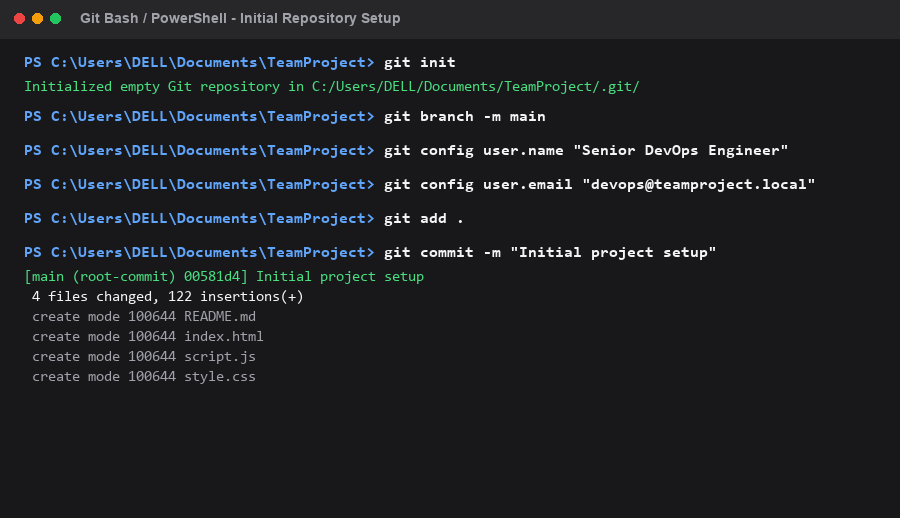 Git Bash / PowerShell - Initial Repository Setup
PS C:\Users\DELL\Documents\TeamProject> git init
Initialized empty Git repository in C:/Users/DELL/Documents/TeamProject/.git/
PS C:\Users\DELL\Documents\TeamProject> git branch -m main
PS C:\Users\DELL\Documents\TeamProject> git config user.name "Senior DevOps Engineer"
PS C:\Users\DELL\Documents\TeamProject> git config user.email "devops@teamproject.local"
PS C:\Users\DELL\Documents\TeamProject> git add .
PS C:\Users\DELL\Documents\TeamProject> git commit -m "Initial project setup"
[main (root-commit) 00581d4] Initial project setup
4 files changed, 122 insertions(+)
create mode 100644 README.md
create mode 100644 index.html
create mode 100644 script.js
create mode 100644 style.css